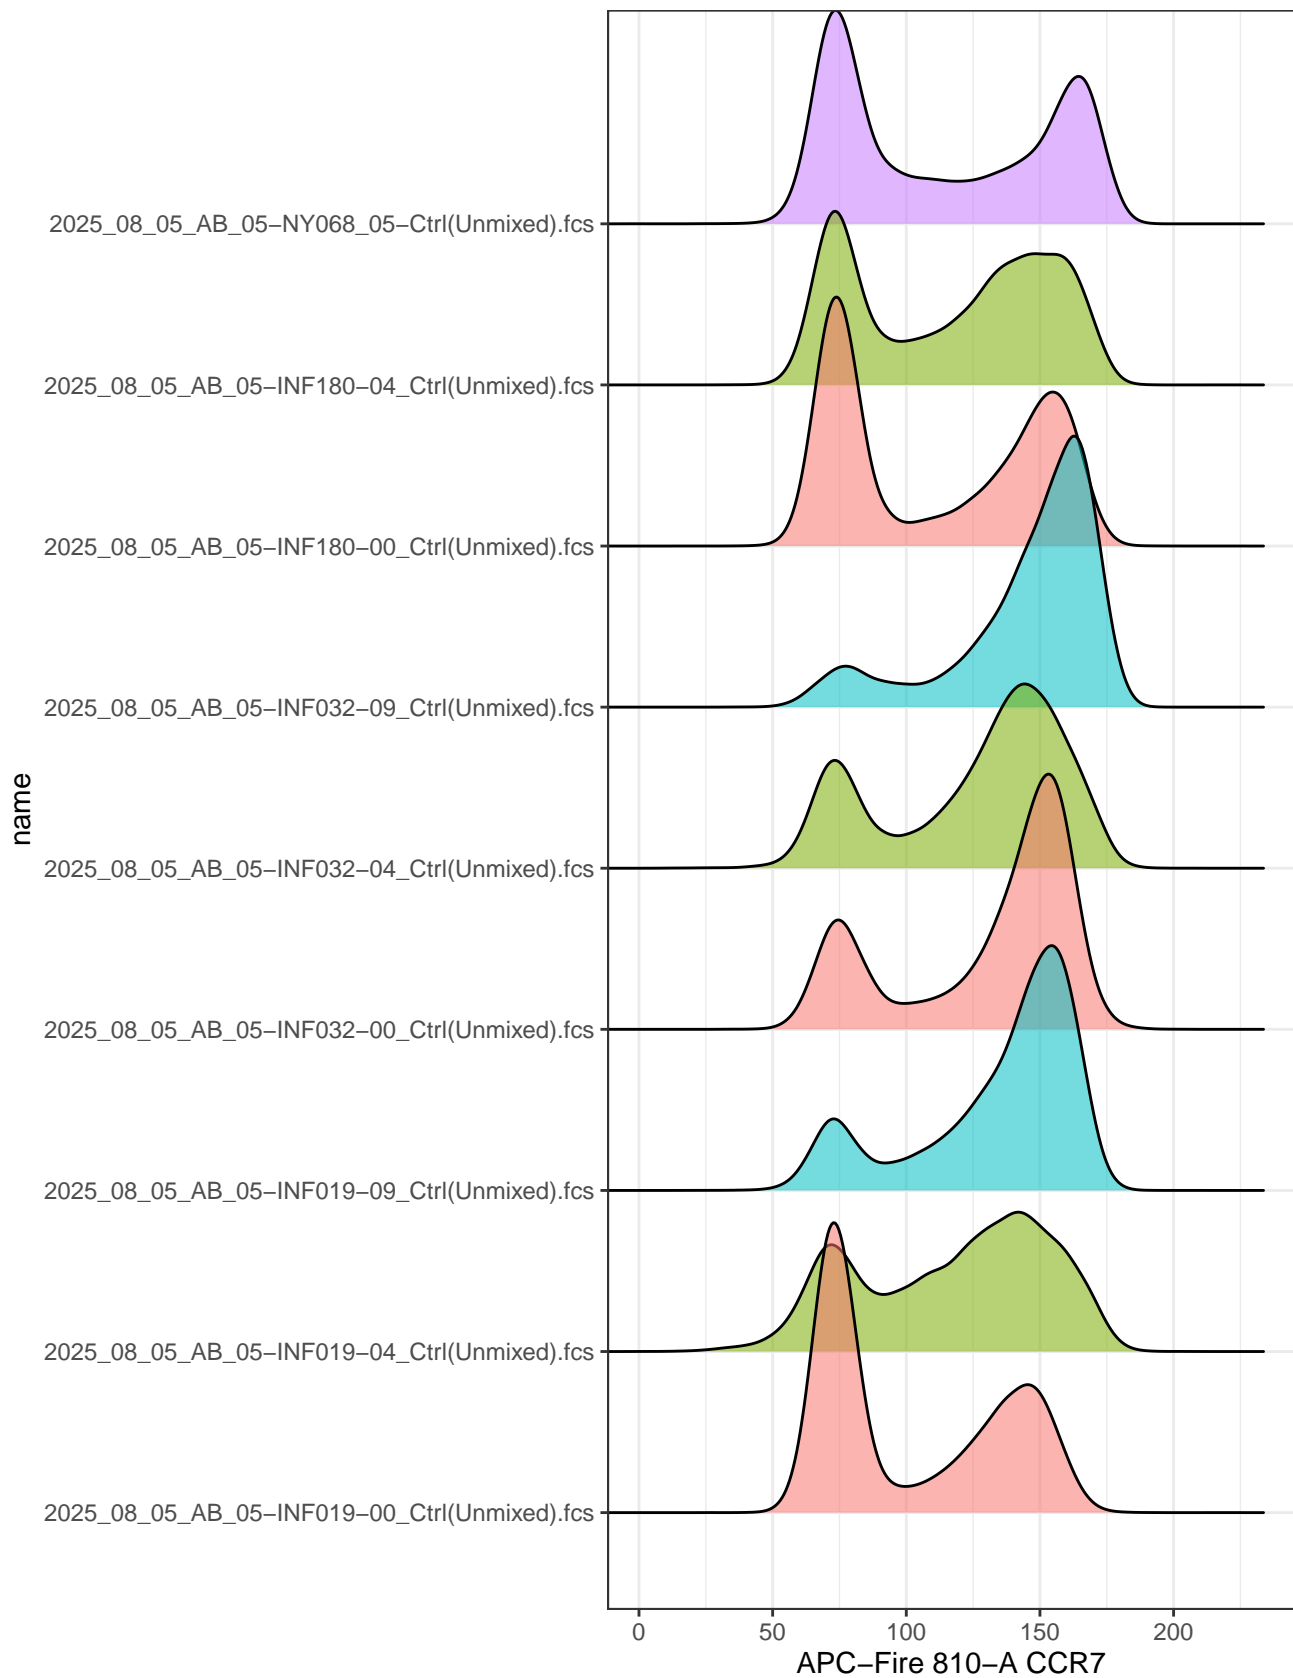 2025_08_05_AB_05−NY068_05−Ctrl(Unmixed).fcs
2025_08_05_AB_05−INF180−04_Ctrl(Unmixed).fcs
2025_08_05_AB_05−INF180−00_Ctrl(Unmixed).fcs
2025_08_05_AB_05−INF032−09_Ctrl(Unmixed).fcs
2025_08_05_AB_05−INF032−04_Ctrl(Unmixed).fcs
2025_08_05_AB_05−INF032−00_Ctrl(Unmixed).fcs
2025_08_05_AB_05−INF019−09_Ctrl(Unmixed).fcs
2025_08_05_AB_05−INF019−04_Ctrl(Unmixed).fcs
2025_08_05_AB_05−INF019−00_Ctrl(Unmixed).fcs
name
0 50 100 150 200
APC−Fire 810−A CCR7